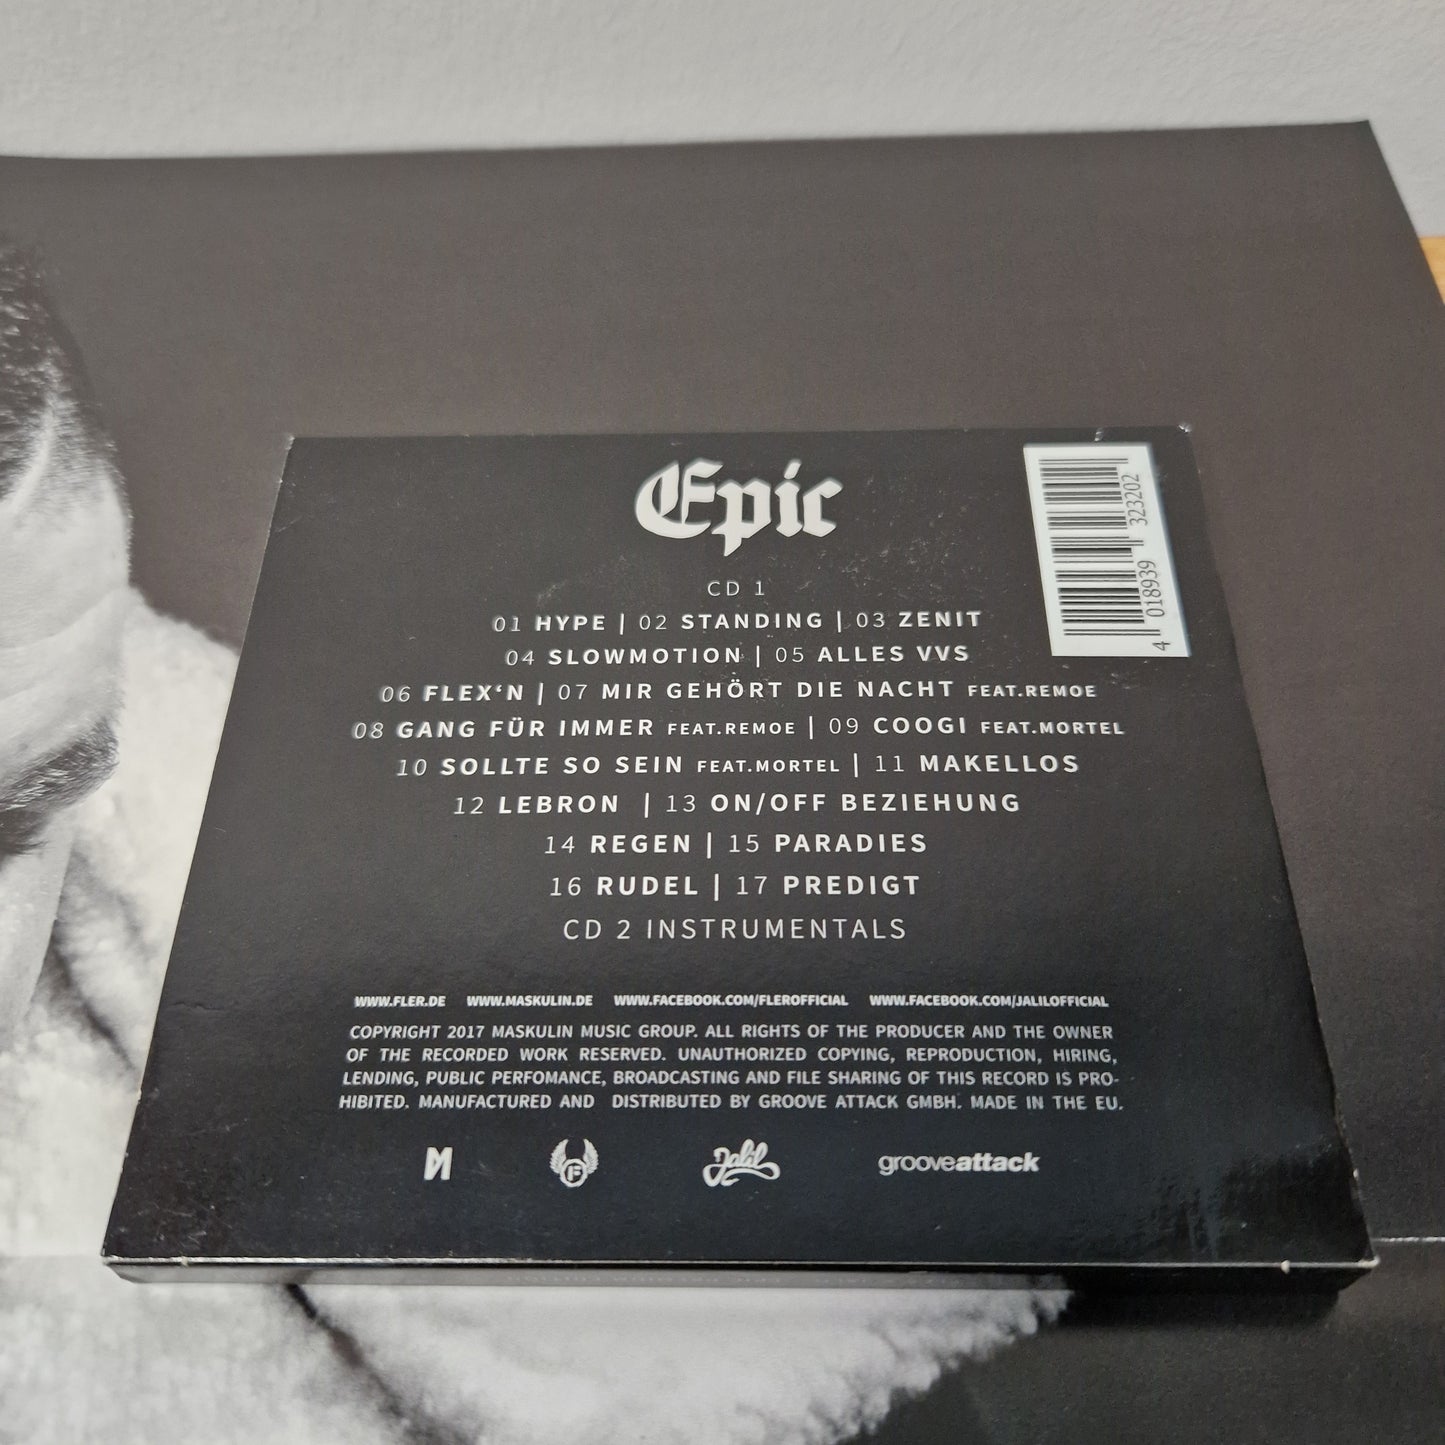 Epic
CD 1
01 HYPE | 02 STANDING | 03 ZENIT
04 SLOWMOTION | 05 ALLES VVS
06 FLEX‘N | 07 MIR GEHÖRT DIE NACHT FEAT.REMOE
08 GANG FÜR IMMER FEAT.REMOE | 09 COOGI FEAT.MORTEL
10 SOLLTE SO SEIN FEAT.MORTEL | 11 MAKELLOS
12 LEBRON | 13 ON/OFF BEZIEHUNG
14 REGEN | 15 PARADIES
16 RUDEL | 17 PREDIGT
CD 2 INSTRUMENTALS
4 018939 323202
WWW.FLER.DE WWW.MASKULIN.DE WWW.FACEBOOK.COM/FLEROFFICIAL WWW.FACEBOOK.COM/JALILOFFICIAL
COPYRIGHT 2017 MASKULIN MUSIC GROUP. ALL RIGHTS OF THE PRODUCER AND THE OWNER
OF THE RECORDED WORK RESERVED. UNAUTHORIZED COPYING, REPRODUCTION, HIRING,
LENDING, PUBLIC PERFOMANCE, BROADCASTING AND FILE SHARING OF THIS RECORD IS PRO-
HIBITED. MANUFACTURED AND DISTRIBUTED BY GROOVE ATTACK GMBH. MADE IN THE EU.
M F Jalil grooveattack